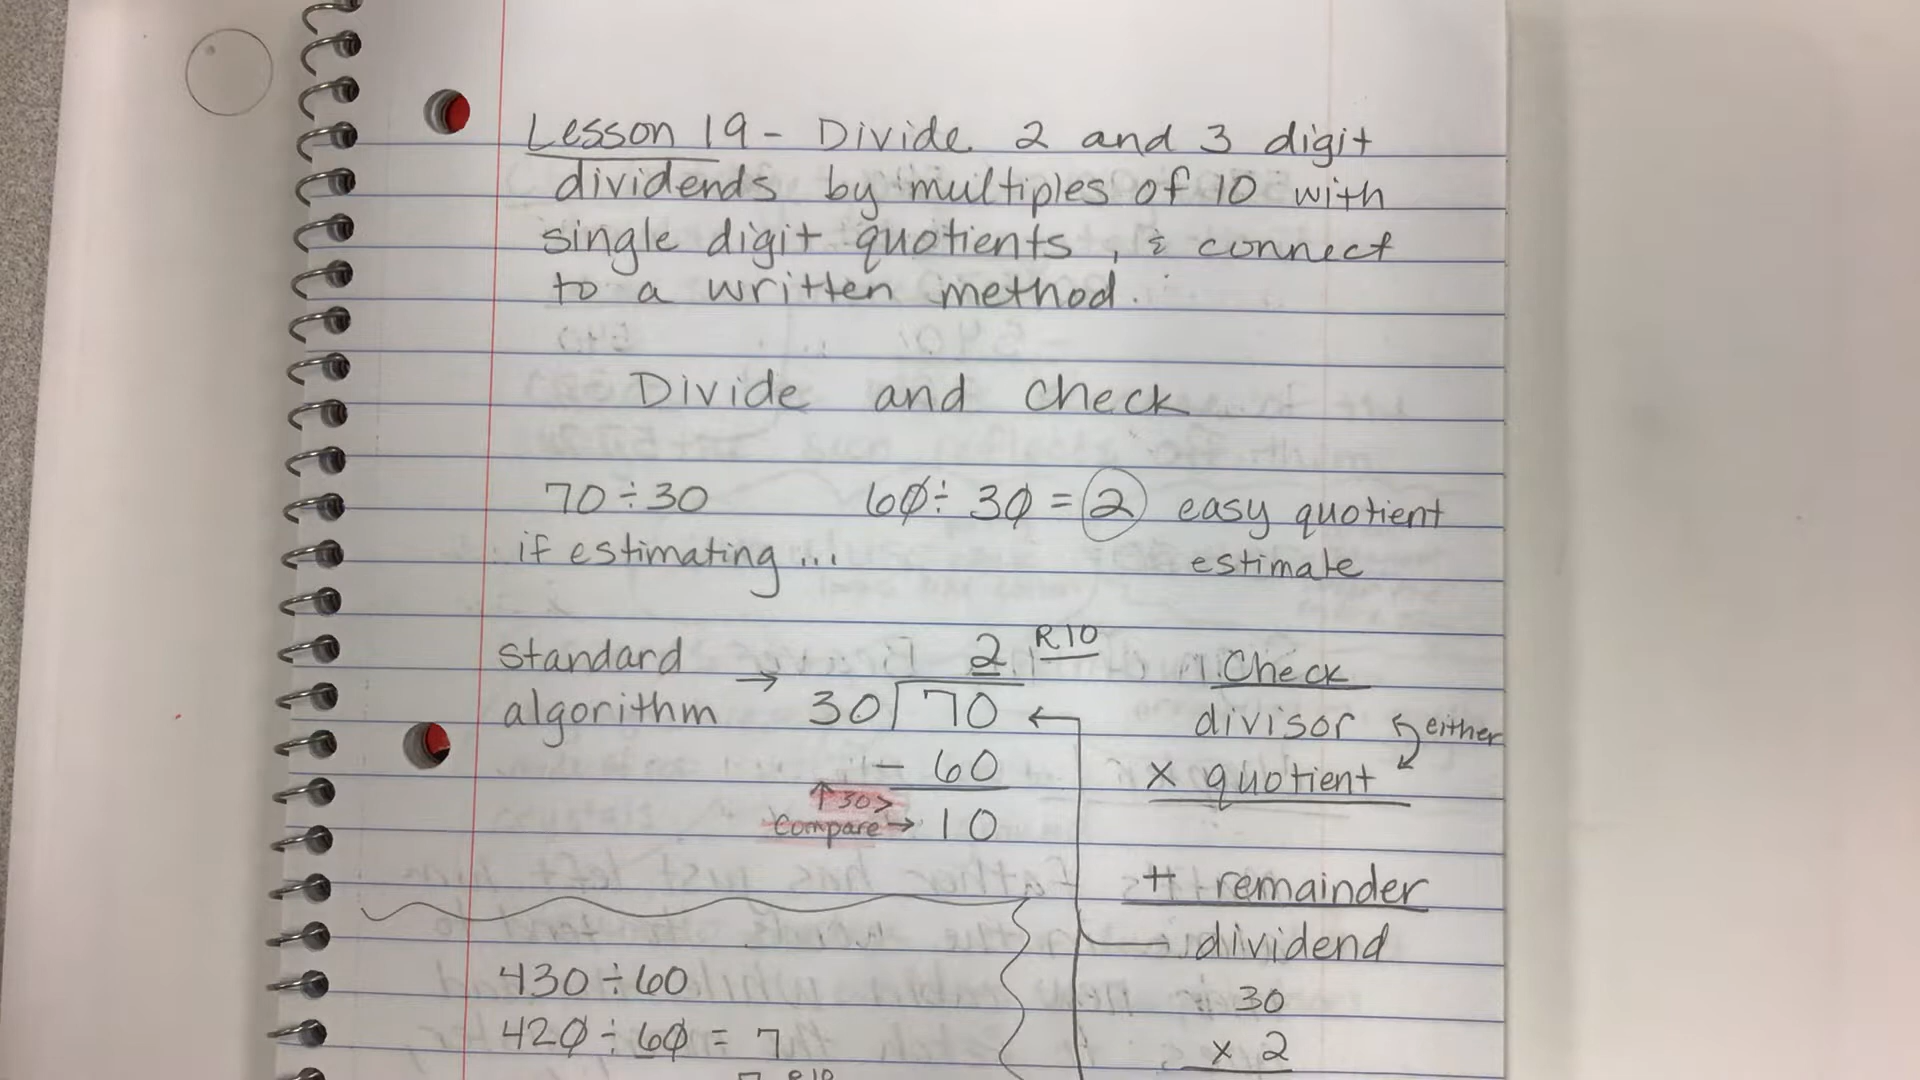 Lesson 19 - Divide 2 and 3 digit
dividends by multiples of 10 with
single digit quotients, & connect
to a written method.
Divide and Check
70 ÷ 30 60 ÷ 30 = 2 easy quotient
if estimating ... estimate
standard → 2 R10
algorithm 30 70 ←
- 60
↑ 30 >
Compare → 10
Check
divisor either
x quotient
+ remainder
dividend
30
x 2
430 ÷ 60
420 ÷ 60 = 7
7 R10